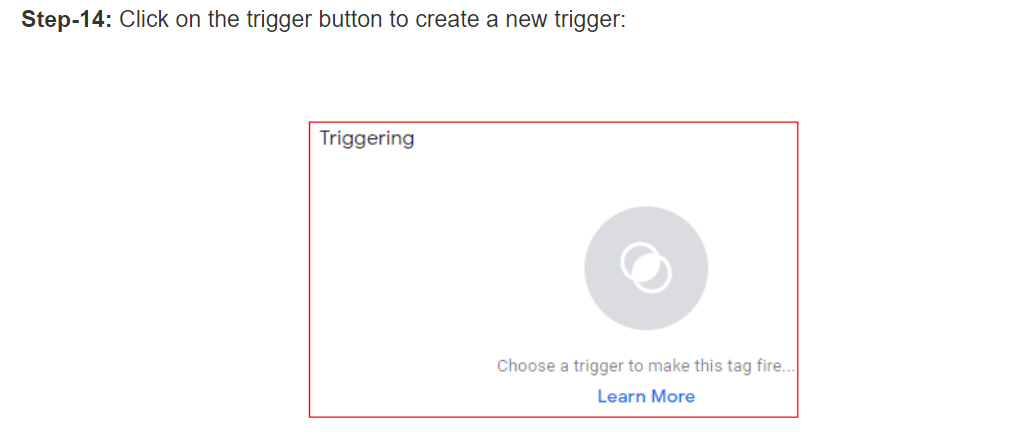 Step-14: Click on the trigger button to create a new trigger:
Triggering
Choose a trigger to make this tag fire...
Learn More